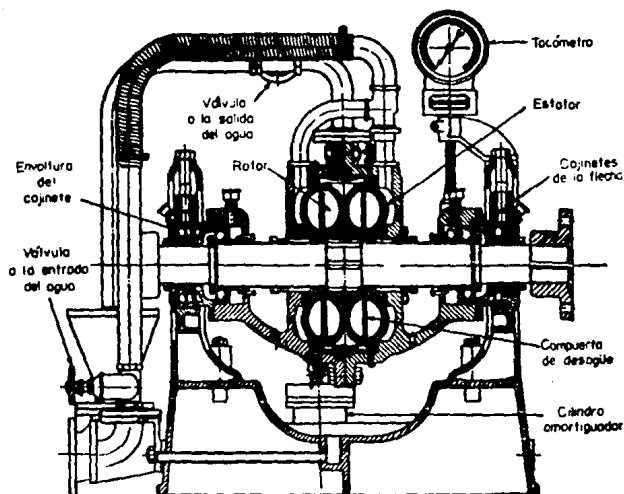 Tacómetro
Válvula
a la salida
del agua
Estator
Envoltura
del
cojinete
Rotor
Cojinetes
de la flecha
Válvula
a la entrada
del agua
Compuerta
de desagüe
Cilindro
amortiguador